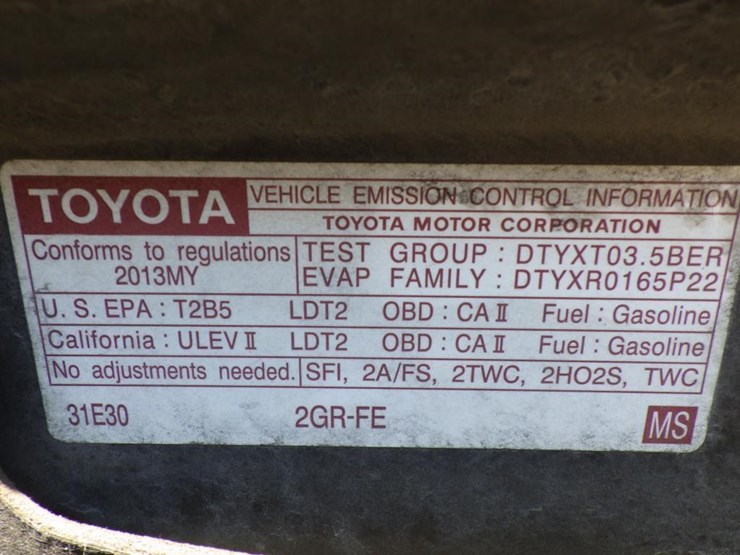 TOYOTA VEHICLE EMISSION CONTROL INFORMATION
TOYOTA MOTOR CORPORATION
Conforms to regulations TEST GROUP : DTYXT03.5BER
2013MY EVAP FAMILY : DTYXR0165P22
U. S. EPA : T2B5 LDT2 OBD : CA II Fuel : Gasoline
California : ULEV II LDT2 OBD : CA II Fuel : Gasoline
No adjustments needed. SFI, 2A/FS, 2TWC, 2HO2S, TWC
31E30 2GR-FE MS